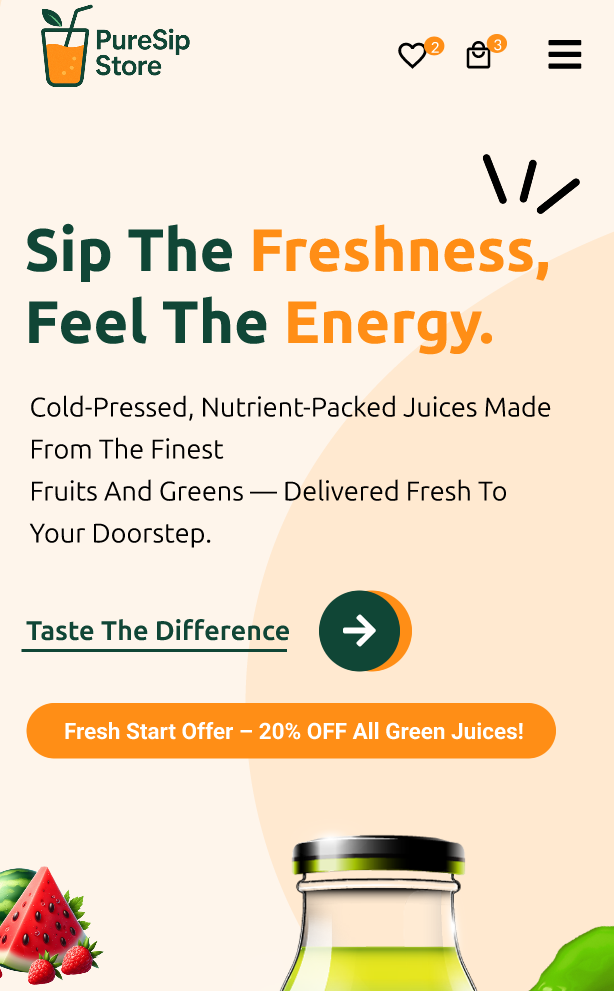 PureSip
Store
2
3
Sip The Freshness,
Feel The Energy.
Cold-Pressed, Nutrient-Packed Juices Made
From The Finest
Fruits And Greens — Delivered Fresh To
Your Doorstep.
Taste The Difference
Fresh Start Offer – 20% OFF All Green Juices!